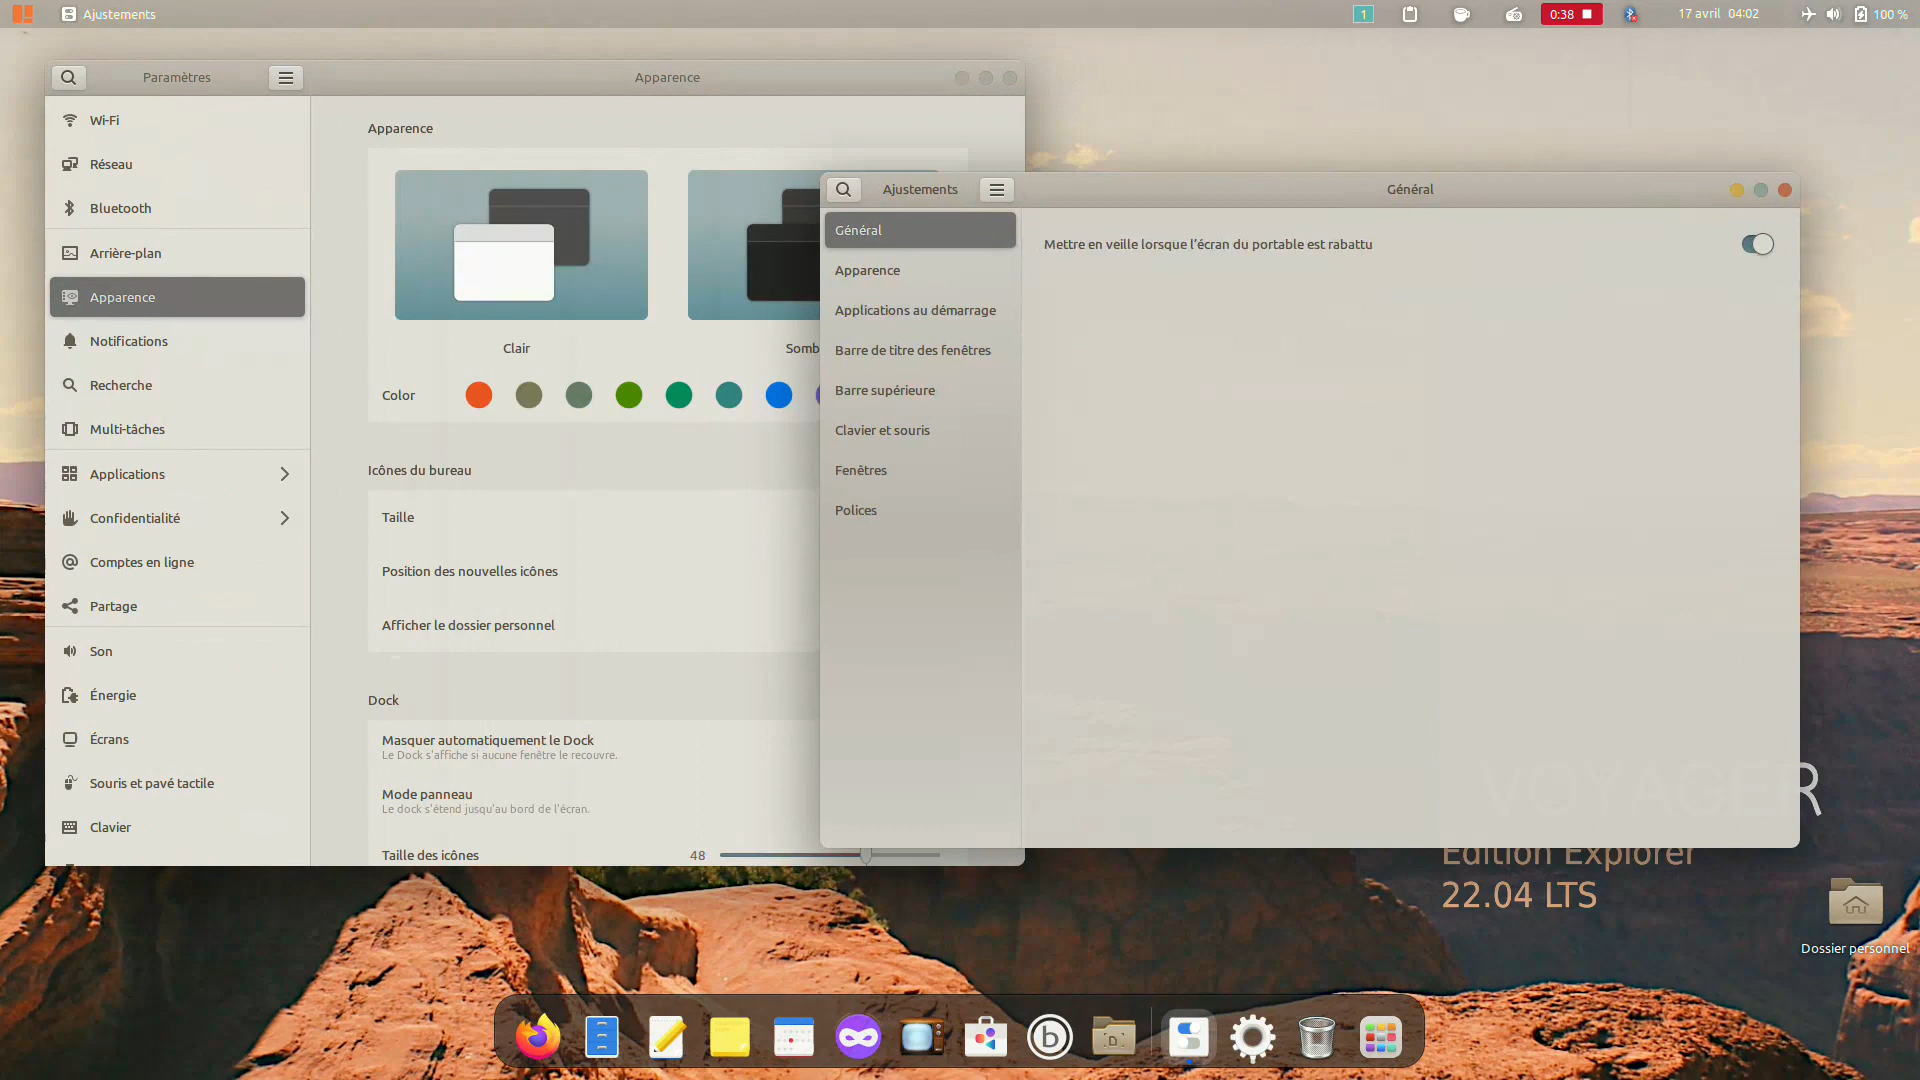 Ajustements
1
0:38
17 avril 04:02
100 %
Paramètres
Apparence
Wi-Fi
Réseau
Bluetooth
Arrière-plan
Apparence
Notifications
Recherche
Multi-tâches
Applications
Confidentialité
Comptes en ligne
Partage
Son
Énergie
Écrans
Souris et pavé tactile
Clavier
Apparence
Clair
Somb
Color
Icônes du bureau
Taille
Position des nouvelles icônes
Afficher le dossier personnel
Dock
Masquer automatiquement le Dock
Le Dock s'affiche si aucune fenêtre le recouvre.
Mode panneau
Le dock s'étend jusqu'au bord de l'écran.
Taille des icônes 48
Ajustements
Général
Général
Apparence
Applications au démarrage
Barre de titre des fenêtres
Barre supérieure
Clavier et souris
Fenêtres
Polices
Mettre en veille lorsque l'écran du portable est rabattu
VOYAGER
Edition Explorer
22.04 LTS
Dossier personnel